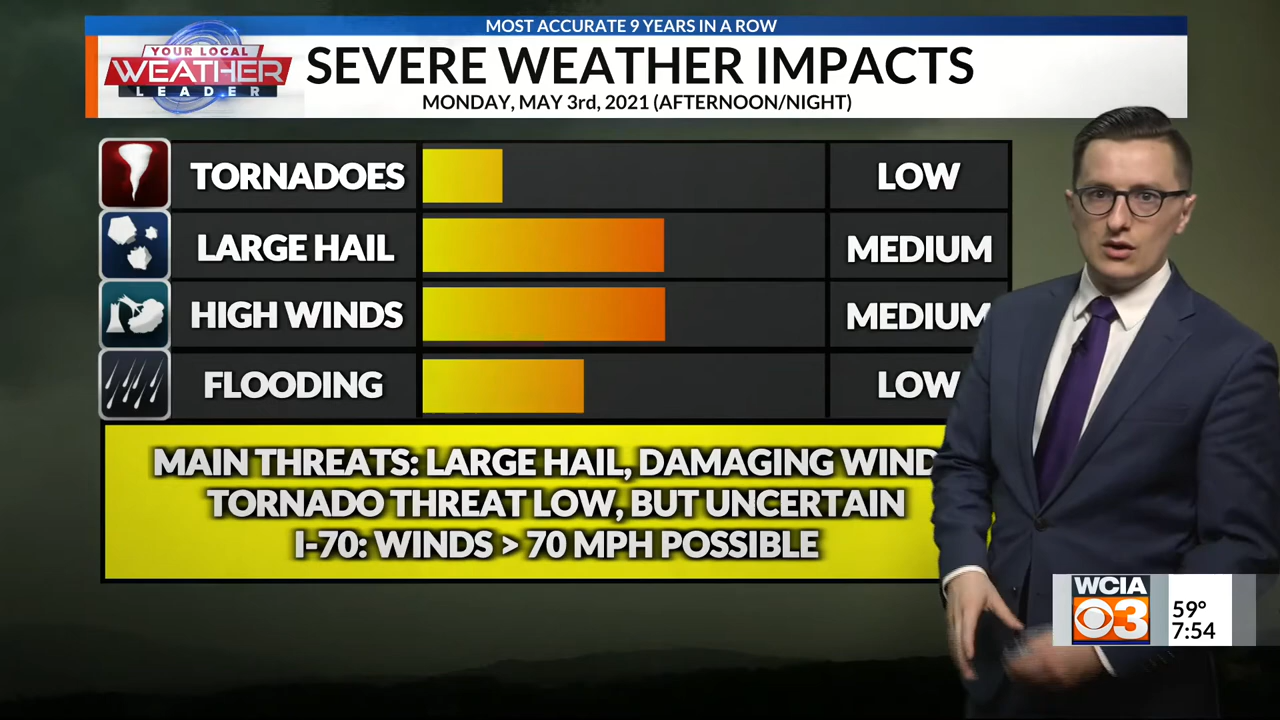 MOST ACCURATE 9 YEARS IN A ROW
YOUR LOCAL
WEATHER
LEADER
SEVERE WEATHER IMPACTS
MONDAY, MAY 3rd, 2021 (AFTERNOON/NIGHT)
TORNADOES LOW
LARGE HAIL MEDIUM
HIGH WINDS MEDIUM
FLOODING LOW
MAIN THREATS: LARGE HAIL, DAMAGING WIND
TORNADO THREAT LOW, BUT UNCERTAIN
I-70: WINDS > 70 MPH POSSIBLE
WCIA
3
59°
7:54